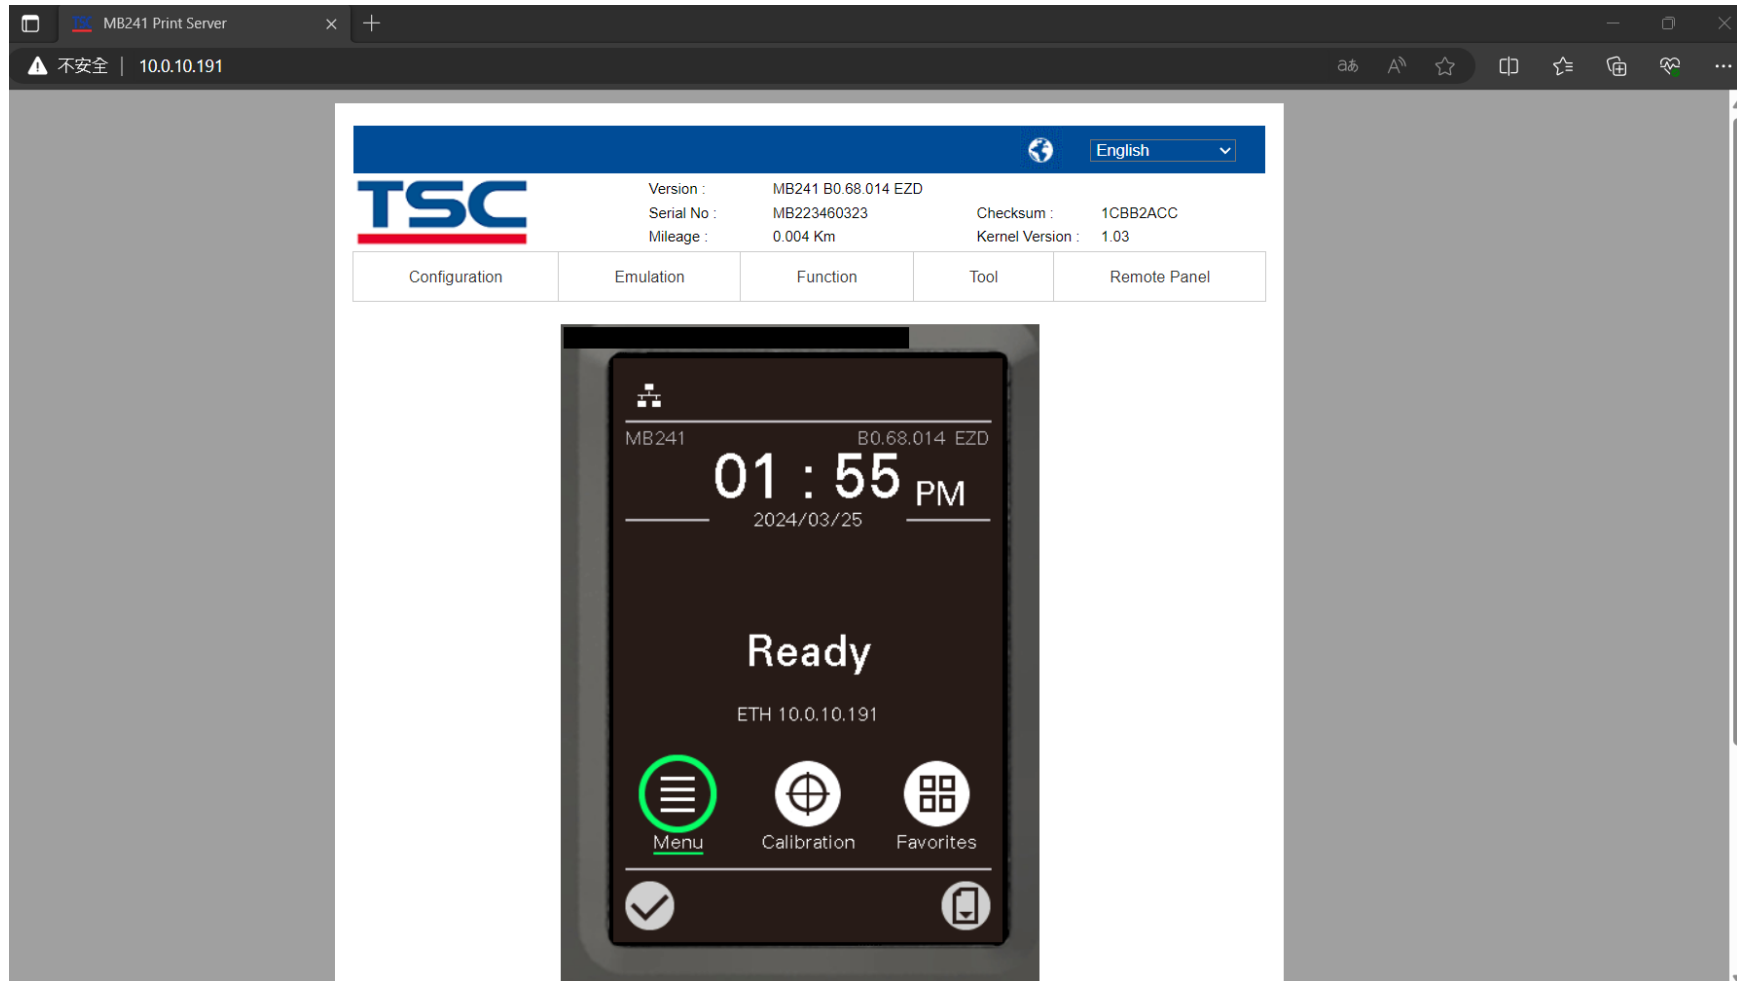 MB241 Print Server
不安全 | 10.0.10.191
English
TSC
Version : MB241 B0.68.014 EZD
Serial No : MB223460323 Checksum : 1CBB2ACC
Mileage : 0.004 Km Kernel Version : 1.03
Configuration Emulation Function Tool Remote Panel
MB241 B0.68.014 EZD
01 : 55 PM
2024/03/25
Ready
ETH 10.0.10.191
Menu Calibration Favorites